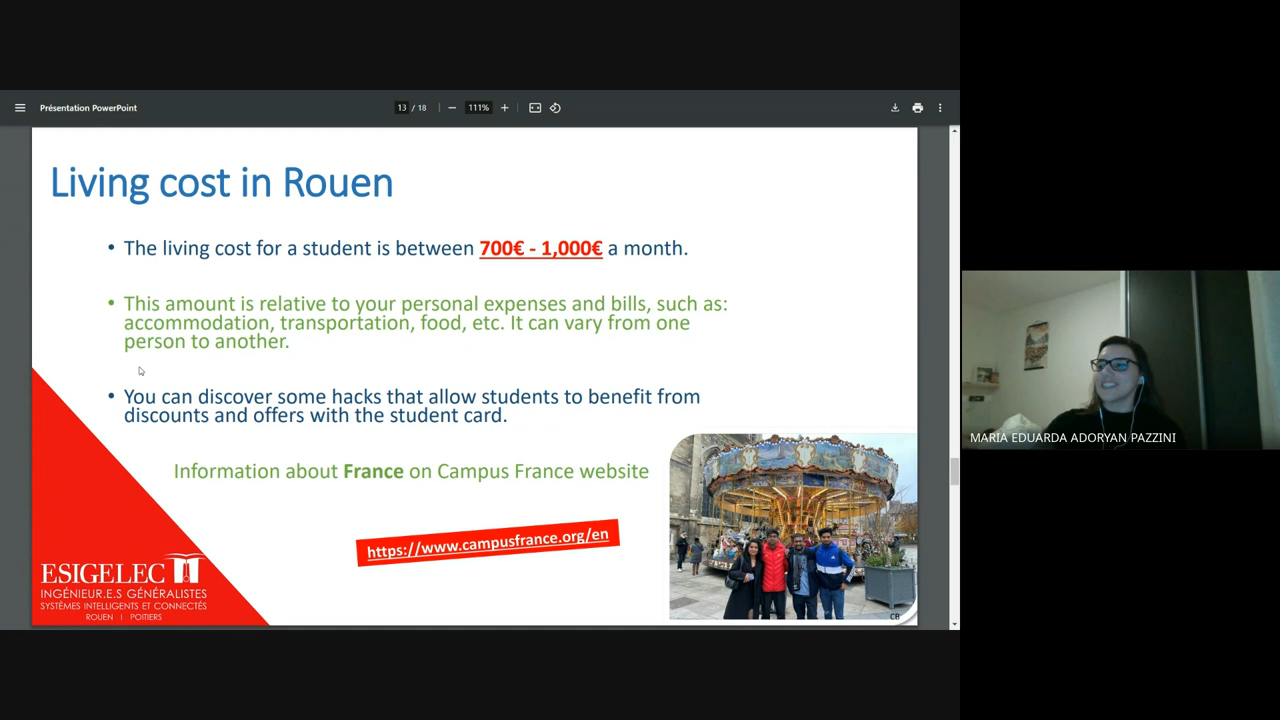 Présentation PowerPoint
13 / 18
111%
Living cost in Rouen
• The living cost for a student is between 700€ - 1,000€ a month.
• This amount is relative to your personal expenses and bills, such as:
accommodation, transportation, food, etc. It can vary from one
person to another.
• You can discover some hacks that allow students to benefit from
discounts and offers with the student card.
Information about France on Campus France website
https://www.campusfrance.org/en
ESIGELEC
INGÉNIEUR.E.S GÉNÉRALISTES
SYSTÈMES INTELLIGENTS ET CONNECTÉS
ROUEN | POITIERS
CB
MARIA EDUARDA ADORYAN PAZZINI